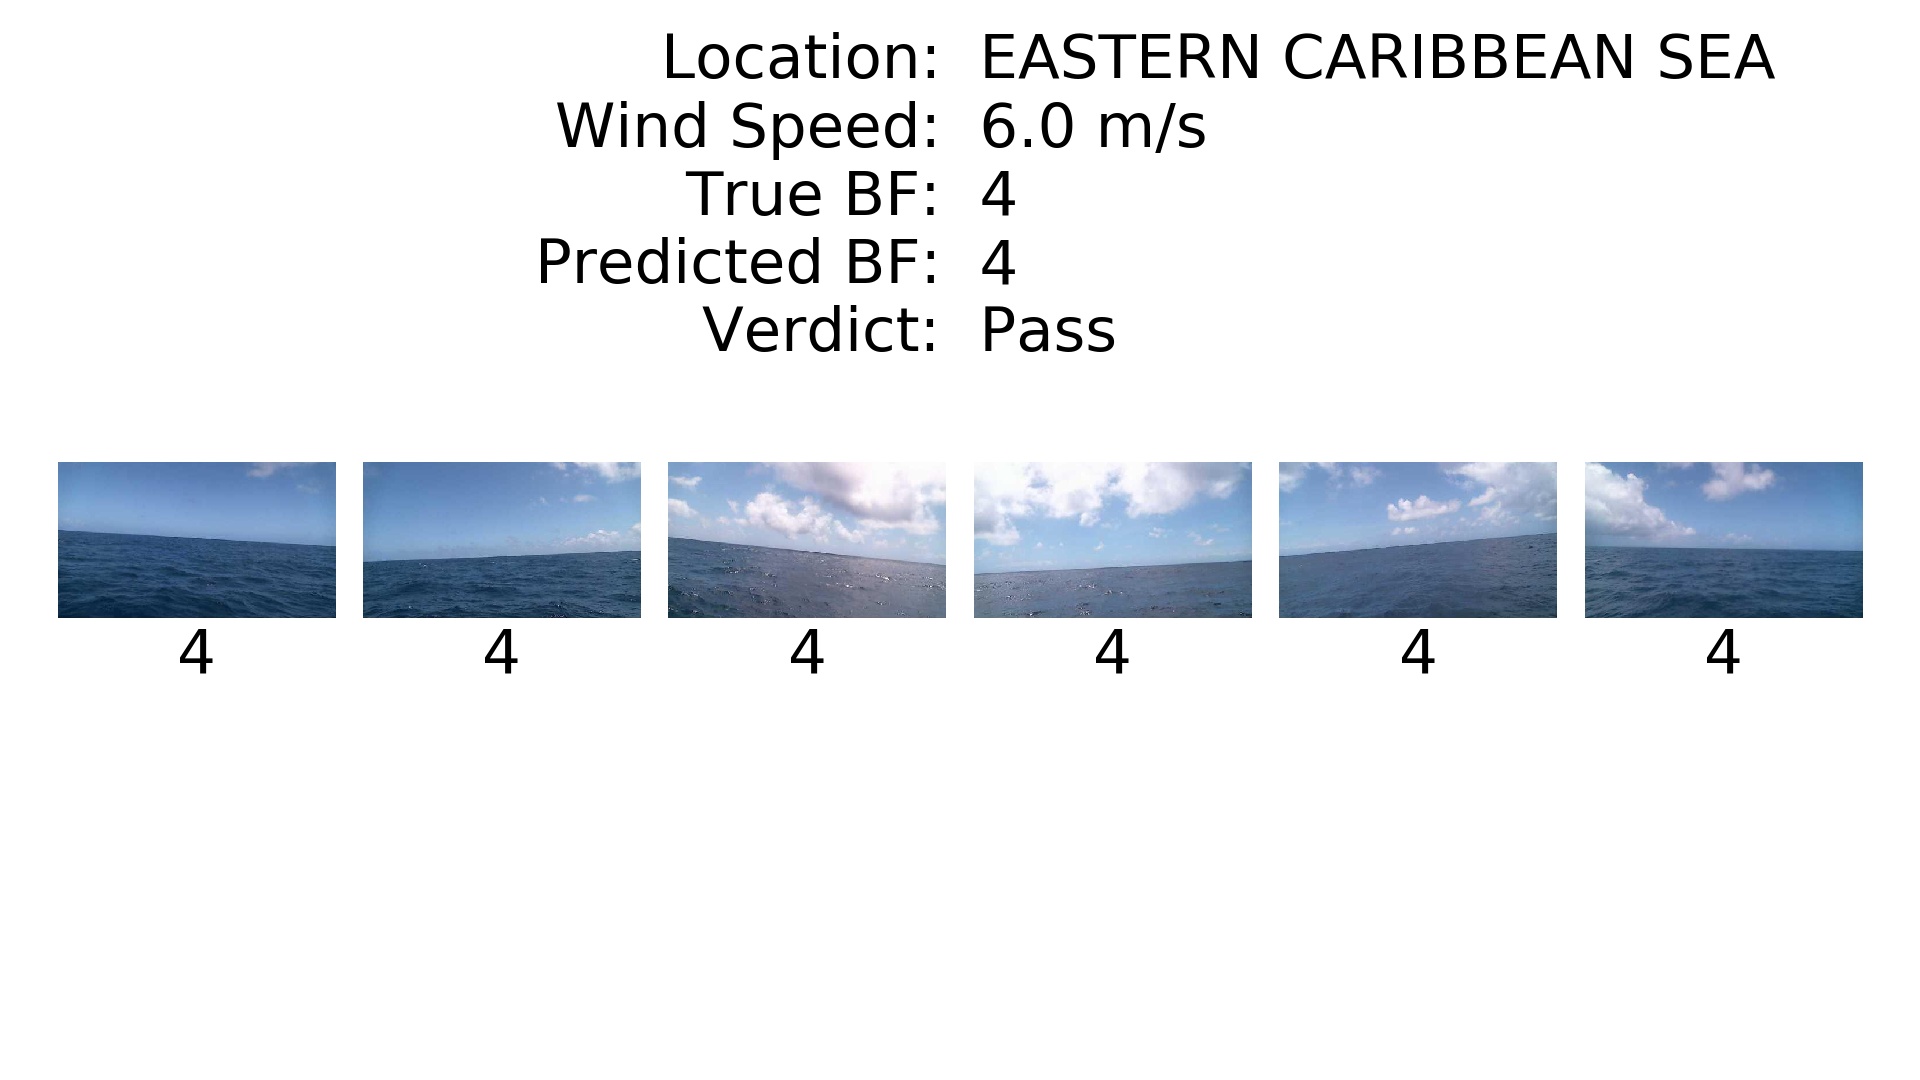 Location: EASTERN CARIBBEAN SEA
Wind Speed: 6.0 m/s
True BF: 4
Predicted BF: 4
Verdict: Pass
4 4 4 4 4 4